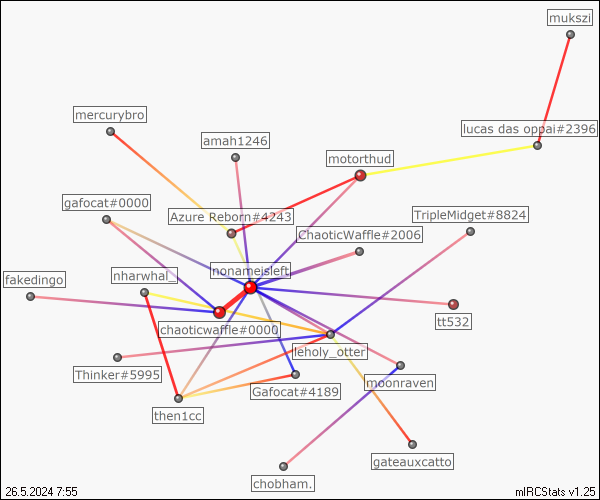 mukszi
mercurybro
lucas das oppai#2396
amah1246
motorthud
gafocat#0000
Azure Reborn#4243
TripleMidget#8824
ChaoticWaffle#2006
nonameisleft
nharwhal_
fakedingo
chaoticwaffle#0000
tt532
leholy_otter
Thinker#5995
moonraven
Gafocat#4189
then1cc
gateauxcatto
chobham.
26.5.2024 7:55
mIRCStats v1.25